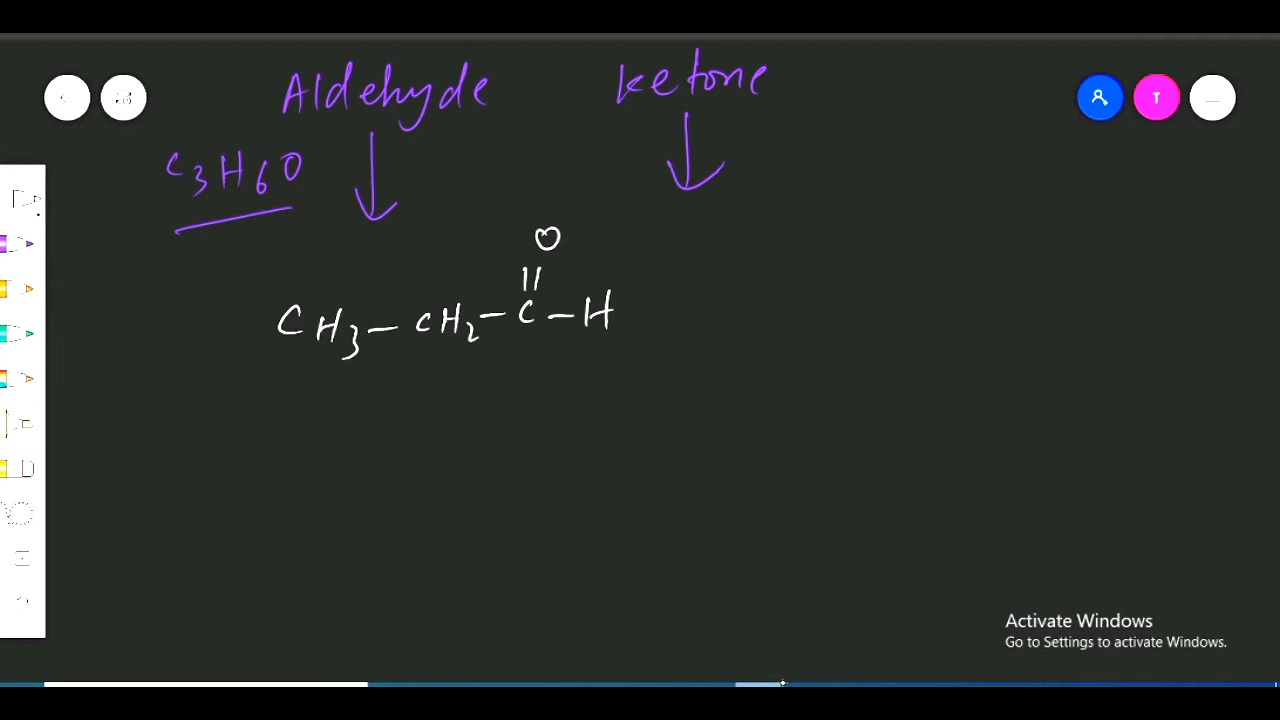 Aldehyde ketone
C3H6O
O
||
CH3-CH2-C-H
T
Activate Windows
Go to Settings to activate Windows.